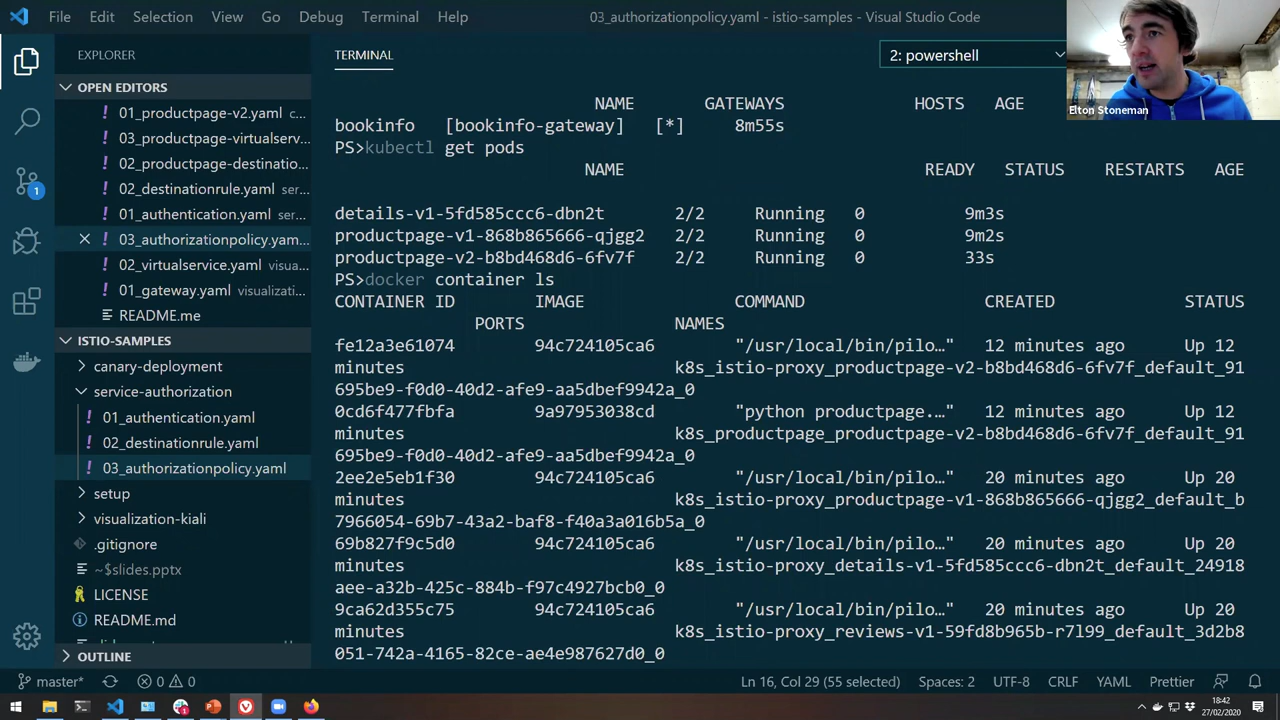 File Edit Selection View Go Debug Terminal Help
03_authorizationpolicy.yaml - istio-samples - Visual Studio Code
EXPLORER
OPEN EDITORS
01_productpage-v2.yaml c...
03_productpage-virtualserv...
02_productpage-destinatio...
02_destinationrule.yaml ser...
01_authentication.yaml ser...
03_authorizationpolicy.yam...
02_virtualservice.yaml visua...
01_gateway.yaml visualizati...
README.me
ISTIO-SAMPLES
canary-deployment
service-authorization
01_authentication.yaml
02_destinationrule.yaml
03_authorizationpolicy.yaml
setup
visualization-kiali
.gitignore
~$slides.pptx
LICENSE
README.md
OUTLINE
TERMINAL
2: powershell
Elton Stoneman
NAME GATEWAYS HOSTS AGE
bookinfo [bookinfo-gateway] [*] 8m55s
PS>kubectl get pods
NAME READY STATUS RESTARTS AGE
details-v1-5fd585ccc6-dbn2t 2/2 Running 0 9m3s
productpage-v1-868b865666-qjgg2 2/2 Running 0 9m2s
productpage-v2-b8bd468d6-6fv7f 2/2 Running 0 33s
PS>docker container ls
CONTAINER ID IMAGE COMMAND CREATED STATUS
PORTS NAMES
fe12a3e61074 94c724105ca6 "/usr/local/bin/pilo…" 12 minutes ago Up 12
minutes k8s_istio-proxy_productpage-v2-b8bd468d6-6fv7f_default_91
695be9-f0d0-40d2-afe9-aa5dbef9942a_0
0cd6f477fbfa 9a97953038cd "python productpage.…" 12 minutes ago Up 12
minutes k8s_productpage_productpage-v2-b8bd468d6-6fv7f_default_91
695be9-f0d0-40d2-afe9-aa5dbef9942a_0
2ee2e5eb1f30 94c724105ca6 "/usr/local/bin/pilo…" 20 minutes ago Up 20
minutes k8s_istio-proxy_productpage-v1-868b865666-qjgg2_default_b
7966054-69b7-43a2-baf8-f40a3a016b5a_0
69b827f9c5d0 94c724105ca6 "/usr/local/bin/pilo…" 20 minutes ago Up 20
minutes k8s_istio-proxy_details-v1-5fd585ccc6-dbn2t_default_24918
aee-a32b-425c-884b-f97c4927bcb0_0
9ca62d355c75 94c724105ca6 "/usr/local/bin/pilo…" 20 minutes ago Up 20
minutes k8s_istio-proxy_reviews-v1-59fd8b965b-r7l99_default_3d2b8
051-742a-4165-82ce-ae4e987627d0_0
1
master* 0 0 Ln 16, Col 29 (55 selected) Spaces: 2 UTF-8 CRLF YAML Prettier
18:42
27/02/2020